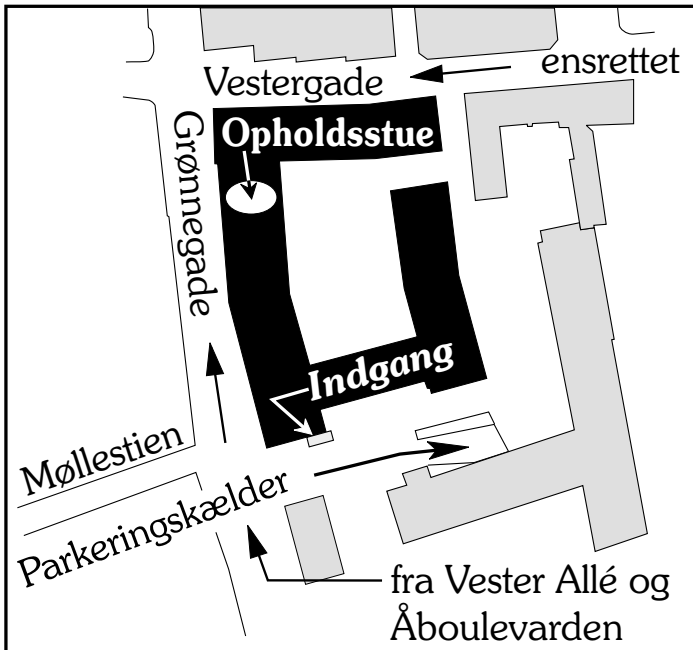 Vestergade
ensrettet
Opholdsstue
Grønnegade
Indgang
Møllestien
Parkeringskælder
fra Vester Allé og
Åboulevarden